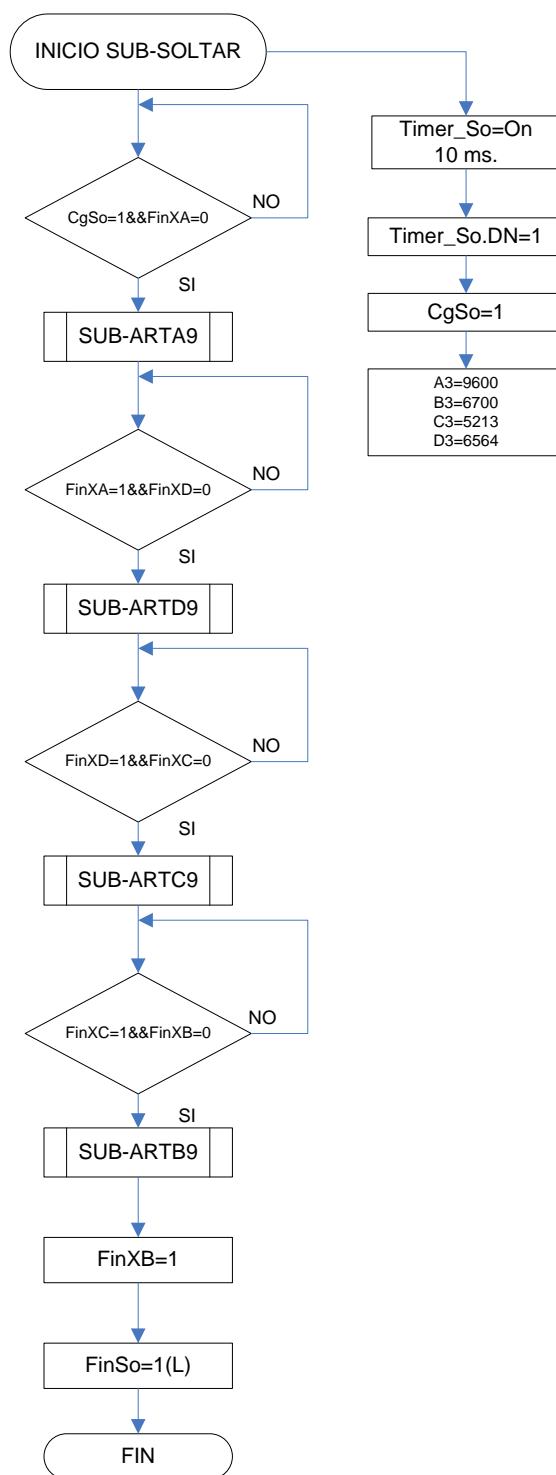 INICIO SUB-SOLTAR
Timer_So=On
10 ms.
NO
CgSo=1&&FinXA=0
Timer_So.DN=1
SI
CgSo=1
SUB-ARTA9
A3=9600
B3=6700
C3=5213
D3=6564
NO
FinXA=1&&FinXD=0
SI
SUB-ARTD9
NO
FinXD=1&&FinXC=0
SI
SUB-ARTC9
NO
FinXC=1&&FinXB=0
SI
SUB-ARTB9
FinXB=1
FinSo=1(L)
FIN